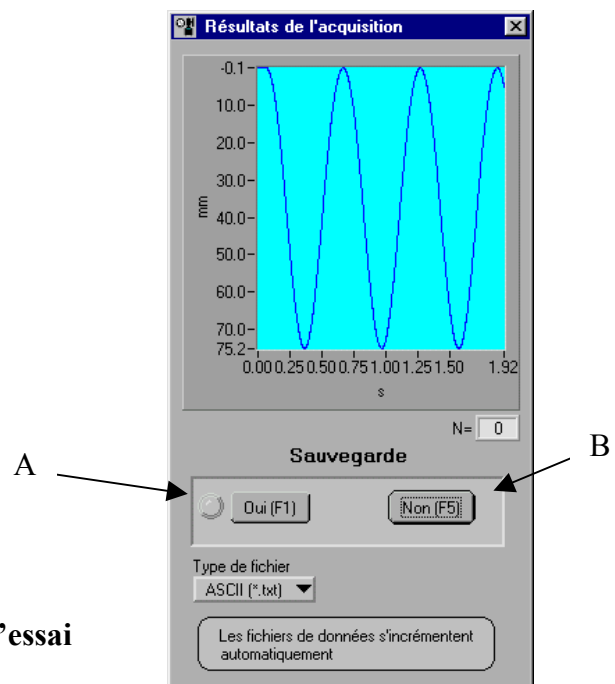 Résultats de l'acquisition
-0.1
10.0
20.0
30.0
40.0
50.0
60.0
70.0
75.2
mm
0.00 0.25 0.50 0.75 1.00 1.25 1.50 1.92
s
N= 0
Sauvegarde
A
B
Oui (F1) Non (F5)
Type de fichier
ASCII (*.txt)
'essai
Les fichiers de données s'incrémentent
automatiquement